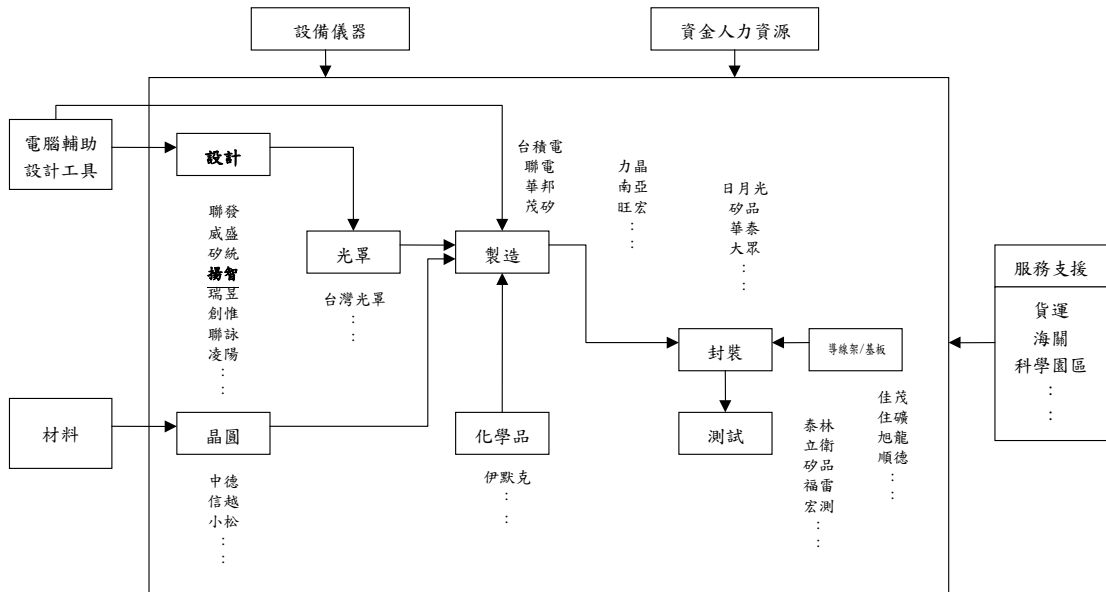 設備儀器
資金人力資源
電腦輔助
設計工具
設計
聯發
威盛
矽統
揚智
瑞昱
創惟
聯詠
凌陽
:
:
光罩
台灣光罩
:
:
台積電
聯電
華邦
茂矽
力晶
南亞
旺宏
:
:
製造
日月光
矽品
華泰
大眾
:
:
服務支援
貨運
海關
科學園區
:
:
封裝
導線架/基板
材料
晶圓
中德
信越
小松
:
:
化學品
伊默克
:
:
測試
泰林
立衛
矽品
福雷
宏測
:
:
佳茂
住礦
旭龍
順德
:
: